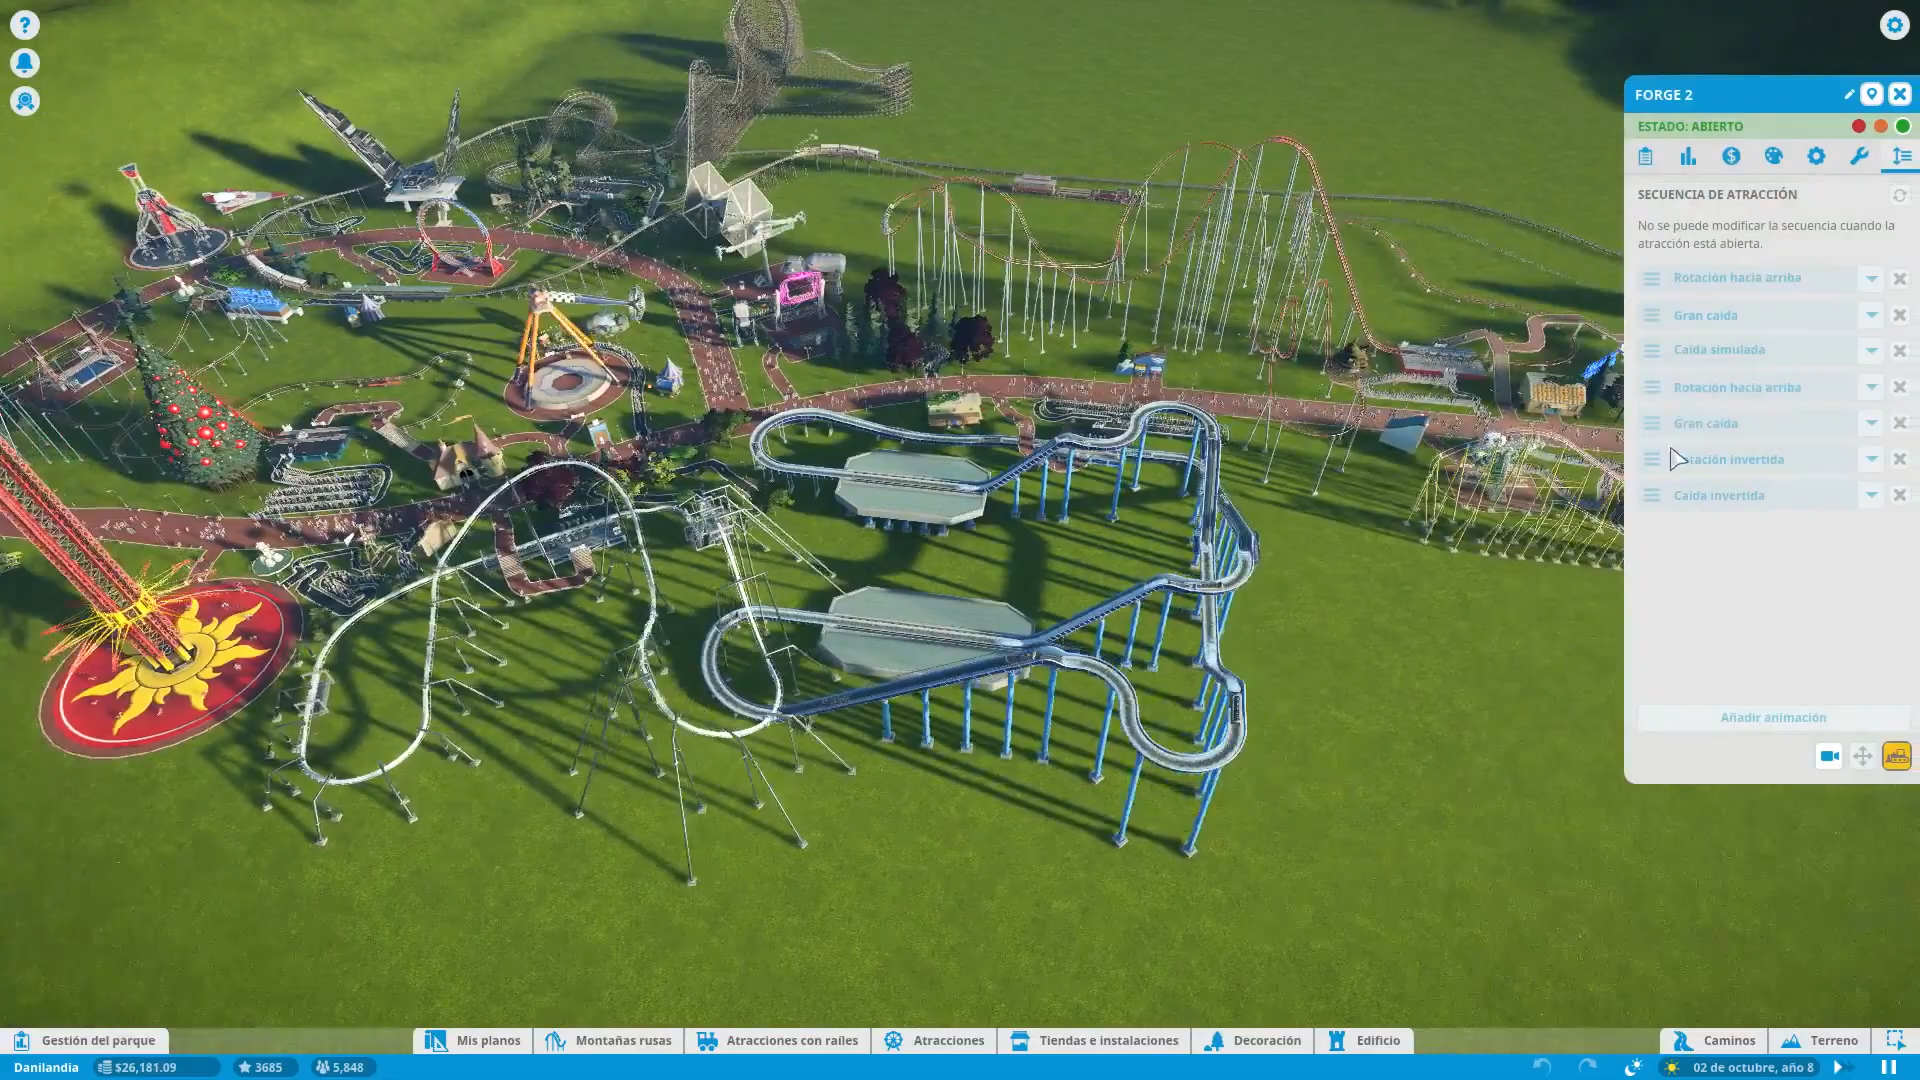 FORGE 2
ESTADO: ABIERTO
SECUENCIA DE ATRACCIÓN
No se puede modificar la secuencia cuando la
atracción está abierta.
Rotación hacia arriba
Gran caída
Caída simulada
Rotación hacia arriba
Gran caída
tación invertida
Caída invertida
Añadir animación
Gestión del parque
Mis planos
Montañas rusas
Atracciones con raíles
Atracciones
Tiendas e instalaciones
Decoración
Edificio
Caminos
Terreno
Danilandia
$26,181.09
3685
5,848
02 de octubre, año 8